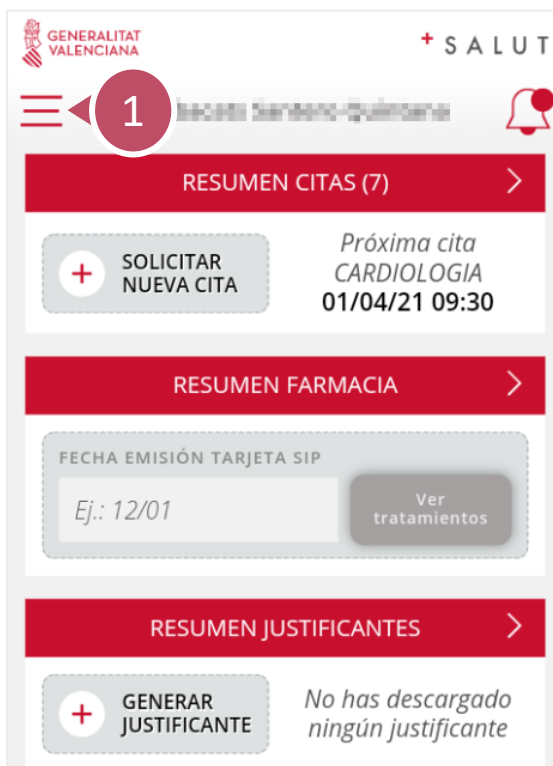 GENERALITAT
VALENCIANA
+SALUT
1
RESUMEN CITAS (7)
+ SOLICITAR
NUEVA CITA
Próxima cita
CARDIOLOGIA
01/04/21 09:30
RESUMEN FARMACIA
FECHA EMISIÓN TARJETA SIP
Ej.: 12/01
Ver
tratamientos
RESUMEN JUSTIFICANTES
+ GENERAR
JUSTIFICANTE
No has descargado
ningún justificante